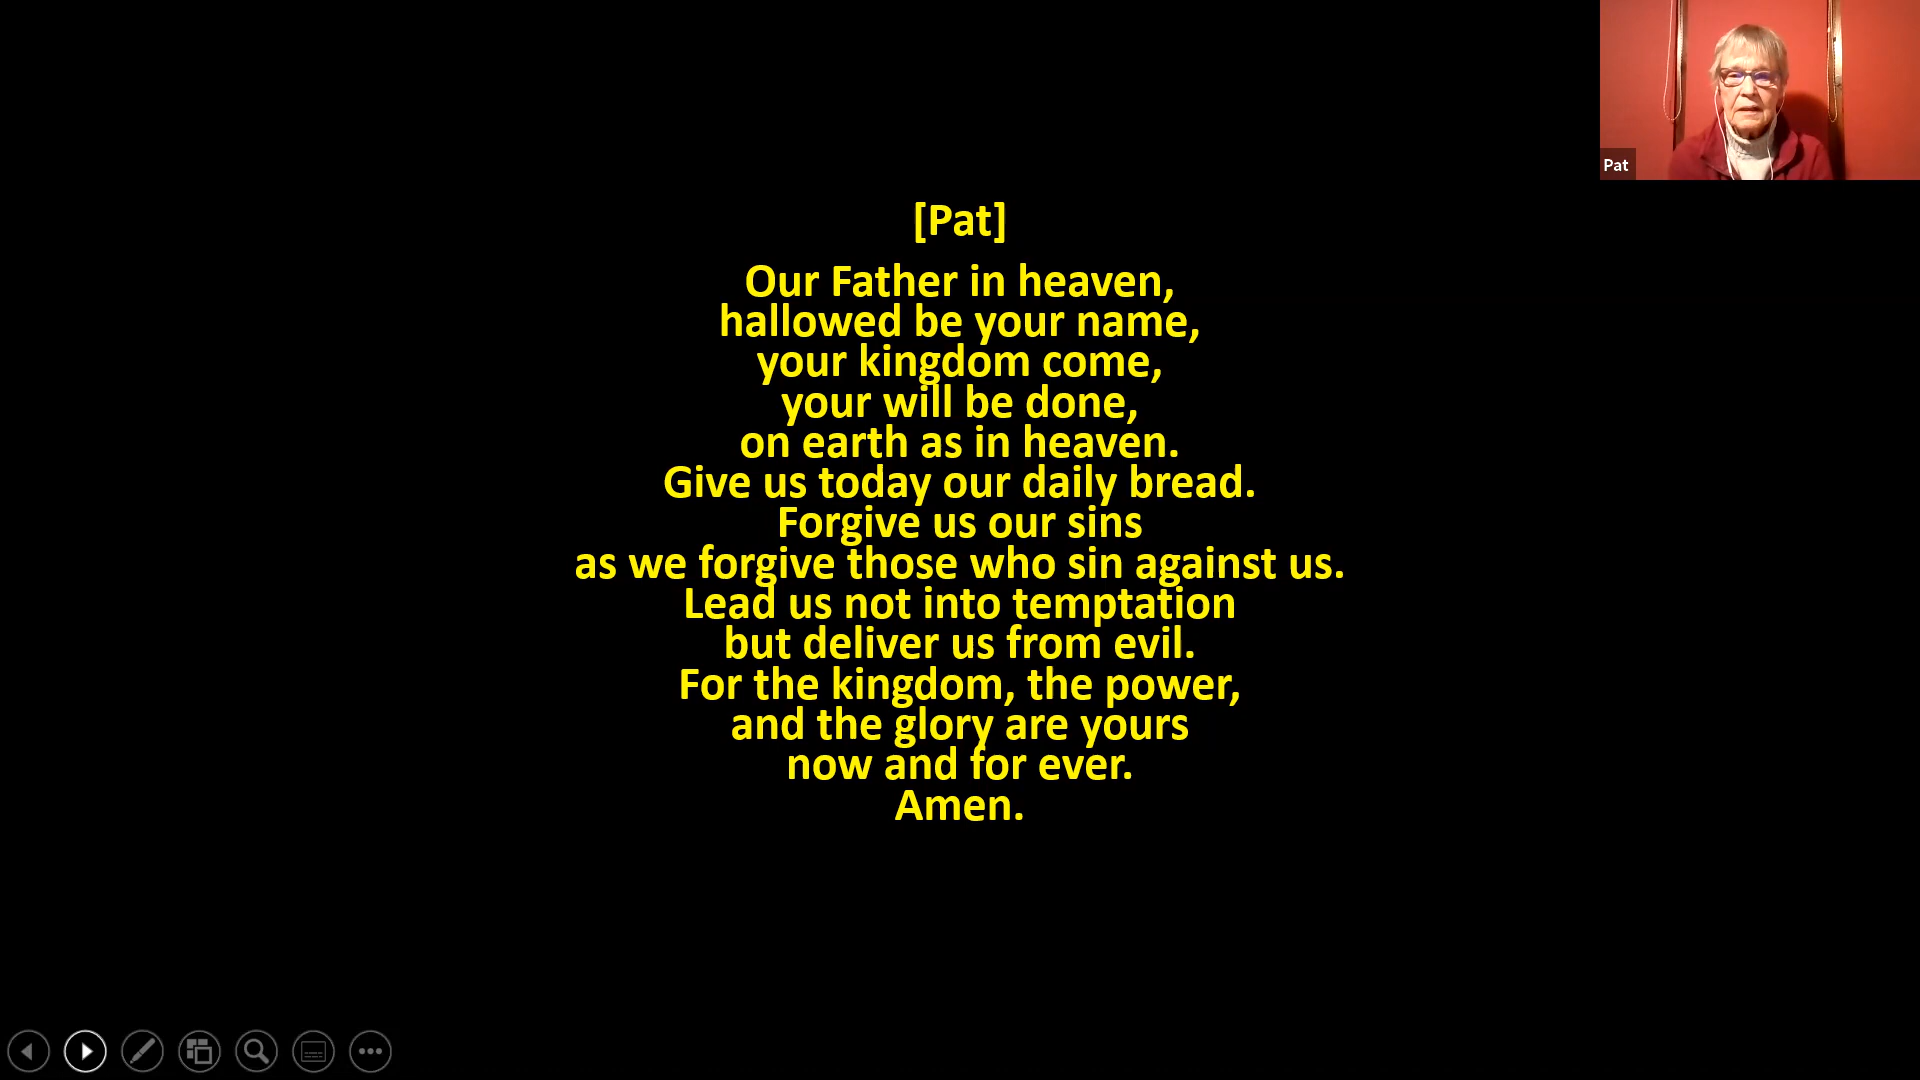 Pat
[Pat]
Our Father in heaven,
hallowed be your name,
your kingdom come,
your will be done,
on earth as in heaven.
Give us today our daily bread.
Forgive us our sins
as we forgive those who sin against us.
Lead us not into temptation
but deliver us from evil.
For the kingdom, the power,
and the glory are yours
now and for ever.
Amen.